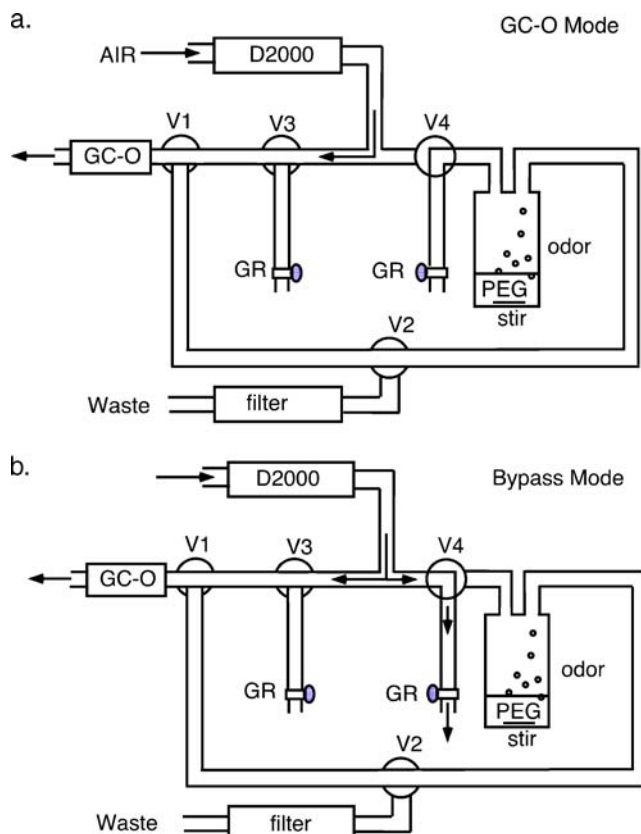 a.
GC-O Mode
AIR
D2000
V1
V3
V4
GC-O
GR
GR
odor
PEG
stir
V2
Waste
filter
b.
Bypass Mode
D2000
V1
V3
V4
GC-O
GR
GR
odor
PEG
stir
V2
Waste
filter